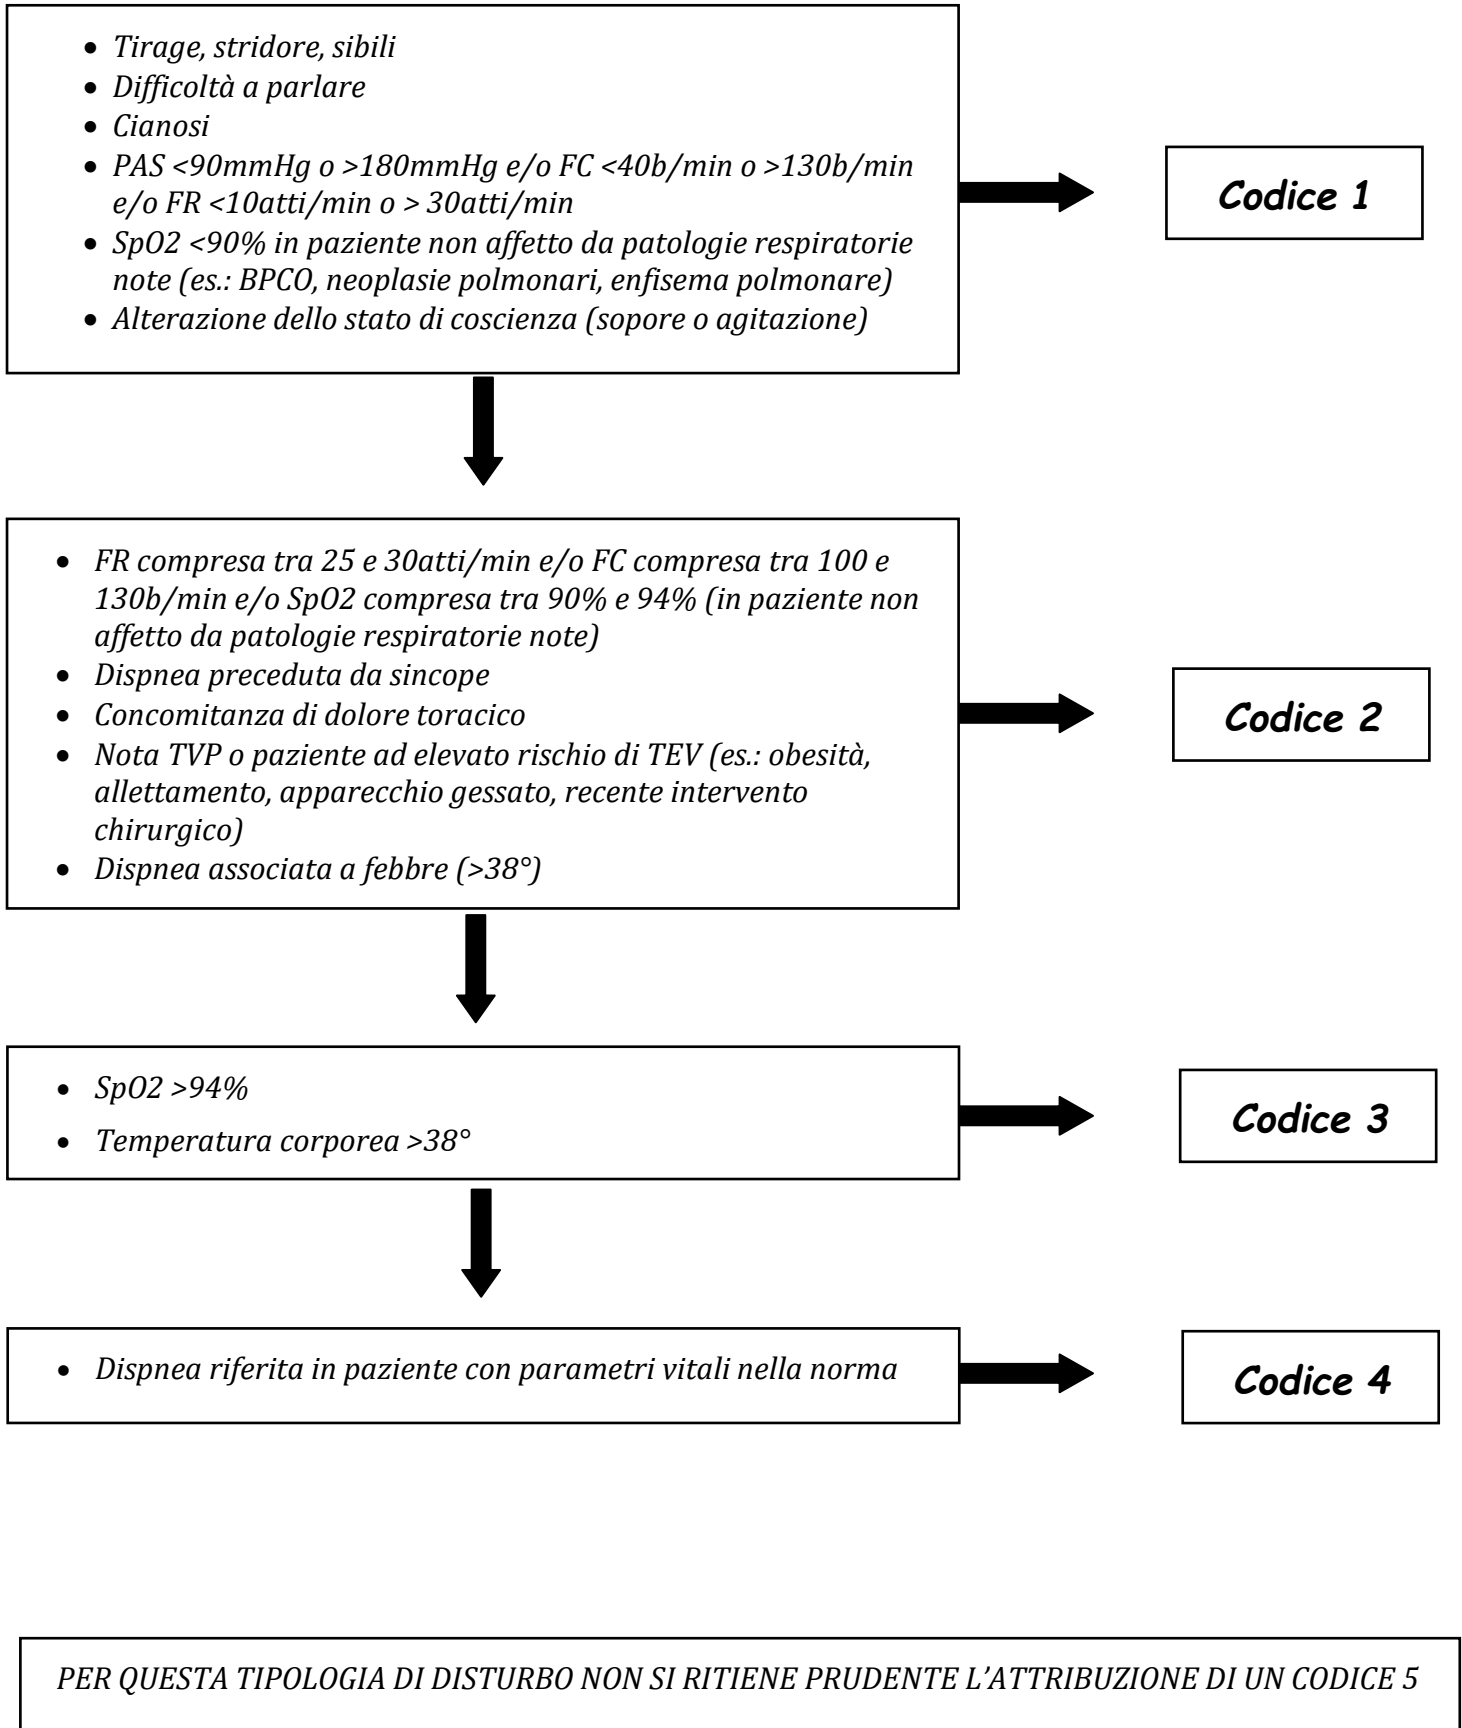 • Tirage, stridore, sibili
• Difficoltà a parlare
• Cianosi
• PAS <90mmHg o >180mmHg e/o FC <40b/min o >130b/min
e/o FR <10atti/min o > 30atti/min
• SpO2 <90% in paziente non affetto da patologie respiratorie
note (es.: BPCO, neoplasie polmonari, enfisema polmonare)
• Alterazione dello stato di coscienza (sopore o agitazione)
Codice 1
• FR compresa tra 25 e 30atti/min e/o FC compresa tra 100 e
130b/min e/o SpO2 compresa tra 90% e 94% (in paziente non
affetto da patologie respiratorie note)
• Dispnea preceduta da sincope
• Concomitanza di dolore toracico
• Nota TVP o paziente ad elevato rischio di TEV (es.: obesità,
allettamento, apparecchio gessato, recente intervento
chirurgico)
• Dispnea associata a febbre (>38°)
Codice 2
• SpO2 >94%
• Temperatura corporea >38°
Codice 3
• Dispnea riferita in paziente con parametri vitali nella norma
Codice 4
PER QUESTA TIPOLOGIA DI DISTURBO NON SI RITIENE PRUDENTE L'ATTRIBUZIONE DI UN CODICE 5